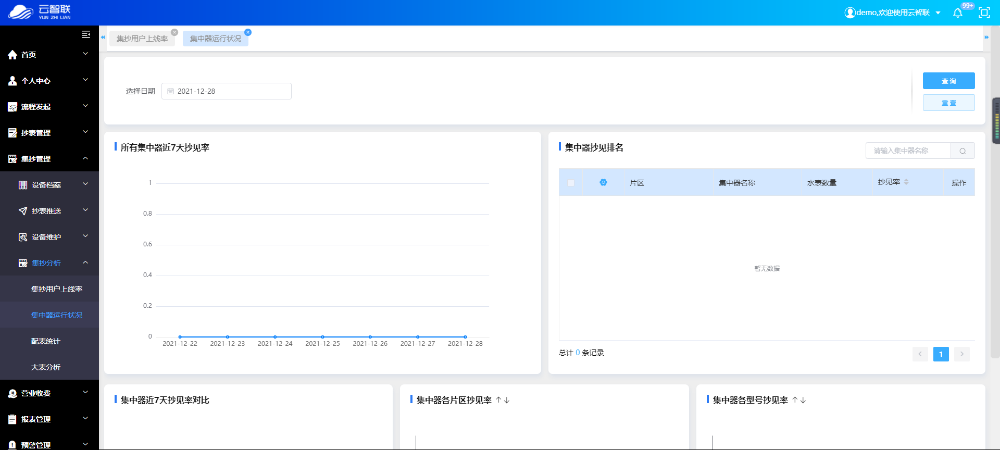 云智联
YUN ZHI LIAN
demo,欢迎使用云智联
99+
首页
个人中心
流程发起
抄表管理
集抄管理
设备档案
抄表推送
设备维护
集抄分析
集抄用户上线率
集中器运行状况
配表统计
大表分析
营业收费
报表管理
预警管理
集抄用户上线率
集中器运行状况
选择日期 2021-12-28
查询
重置
所有集中器近7天抄见率
1
0.8
0.6
0.4
0.2
0
2021-12-22 2021-12-23 2021-12-24 2021-12-25 2021-12-26 2021-12-27 2021-12-28
集中器抄见排名
请输入集中器名称
片区 集中器名称 水表数量 抄见率 操作
暂无数据
总计 0 条记录
1
集中器近7天抄见率对比
集中器各片区抄见率 ↑↓
集中器各型号抄见率 ↑↓